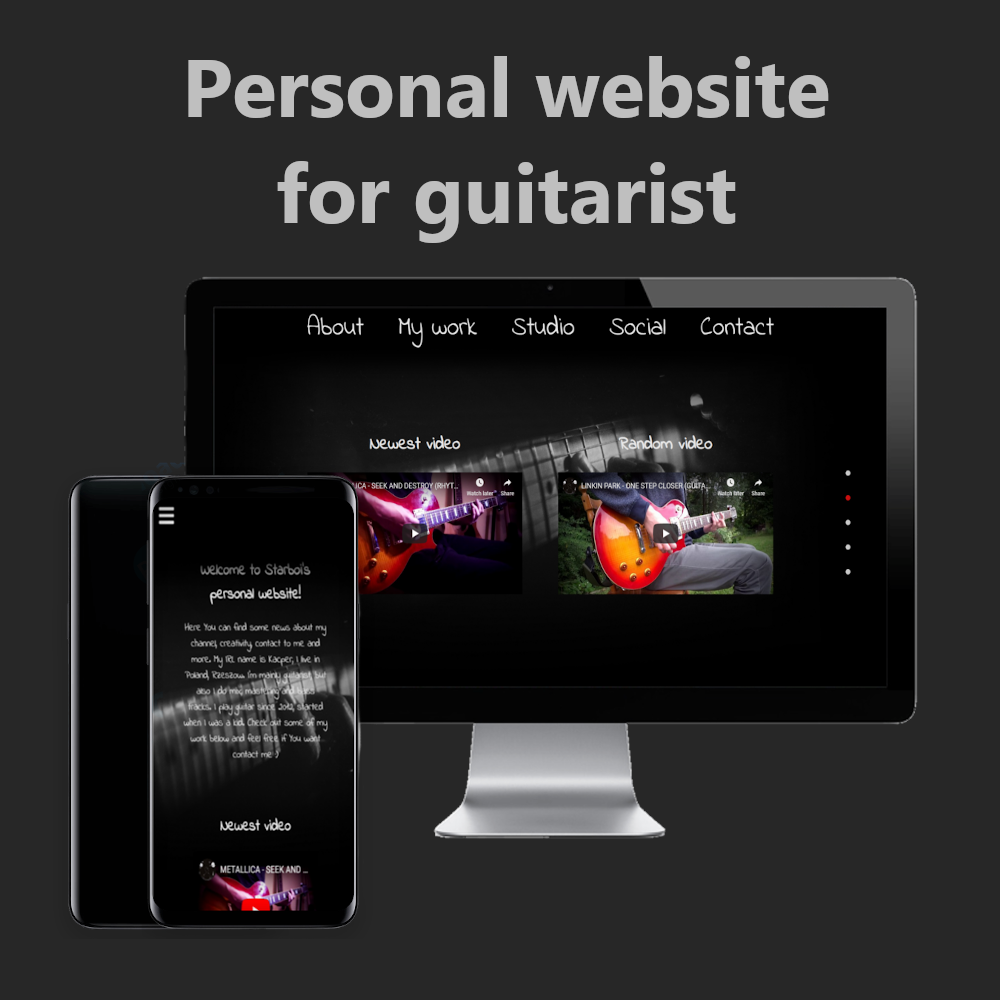 Personal website
for guitarist
About My work Studio Social Contact
Newest video Random video
LICA - SEEK AND DESTROY (RHYT... Watch later Share
LINKIN PARK - ONE STEP CLOSER (GUITA... Watch later Share
Welcome to Starboi's
personal website!
Here You can find some news about my
channel, creativity, contact to me and
more. My IRL name is Kacper, I live in
Poland, Rzeszow. I'm mainly guitarist, but
also I do mix, mastering and bass
tracks. I play guitar since 2012, started
when I was a kid. Check out some of my
work below and feel free if You want
contact me :)
Newest video
METALLICA - SEEK AND ...